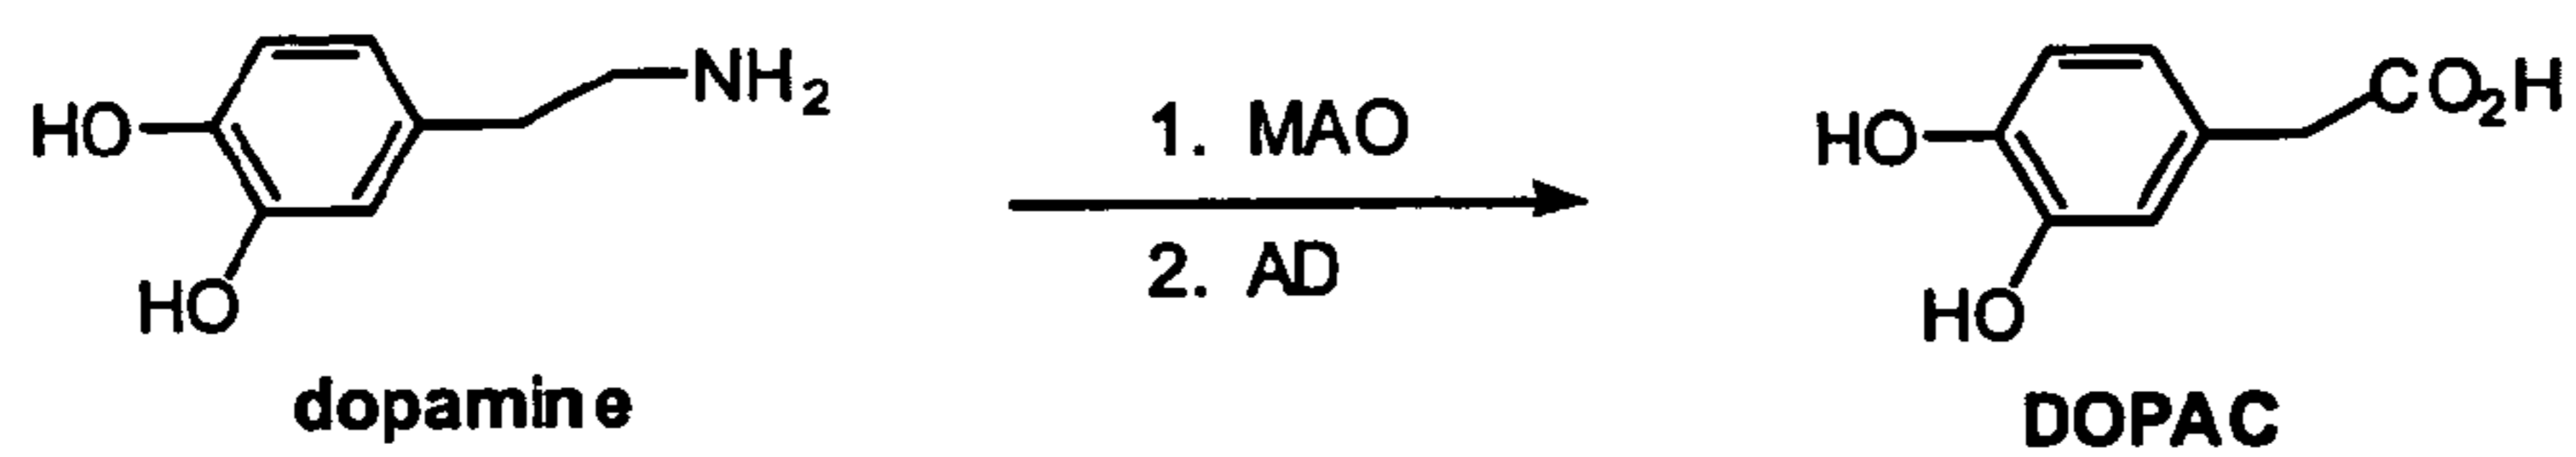 NH₂
HO
HO
dopamine
1. MAO
2. AD
CO₂H
HO
HO
DOPAC